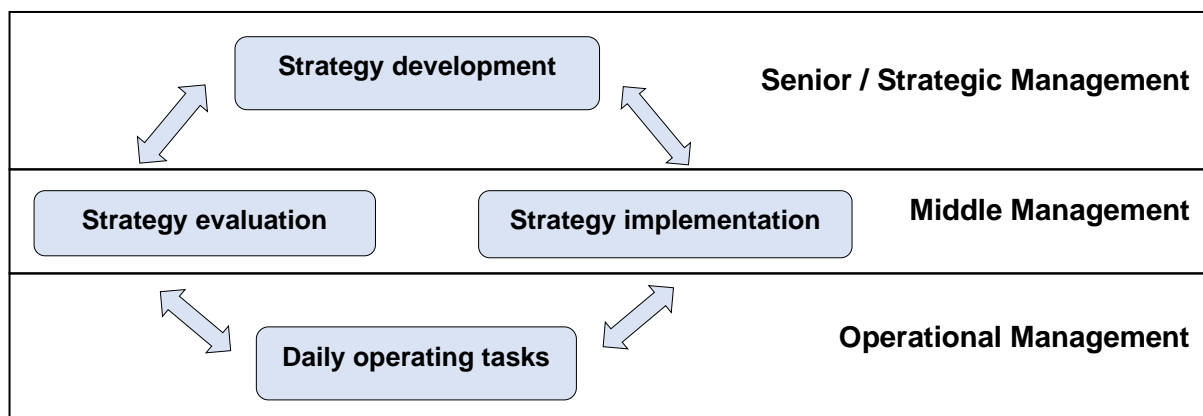 Strategy development
Senior / Strategic Management
Strategy evaluation
Strategy implementation
Middle Management
Daily operating tasks
Operational Management